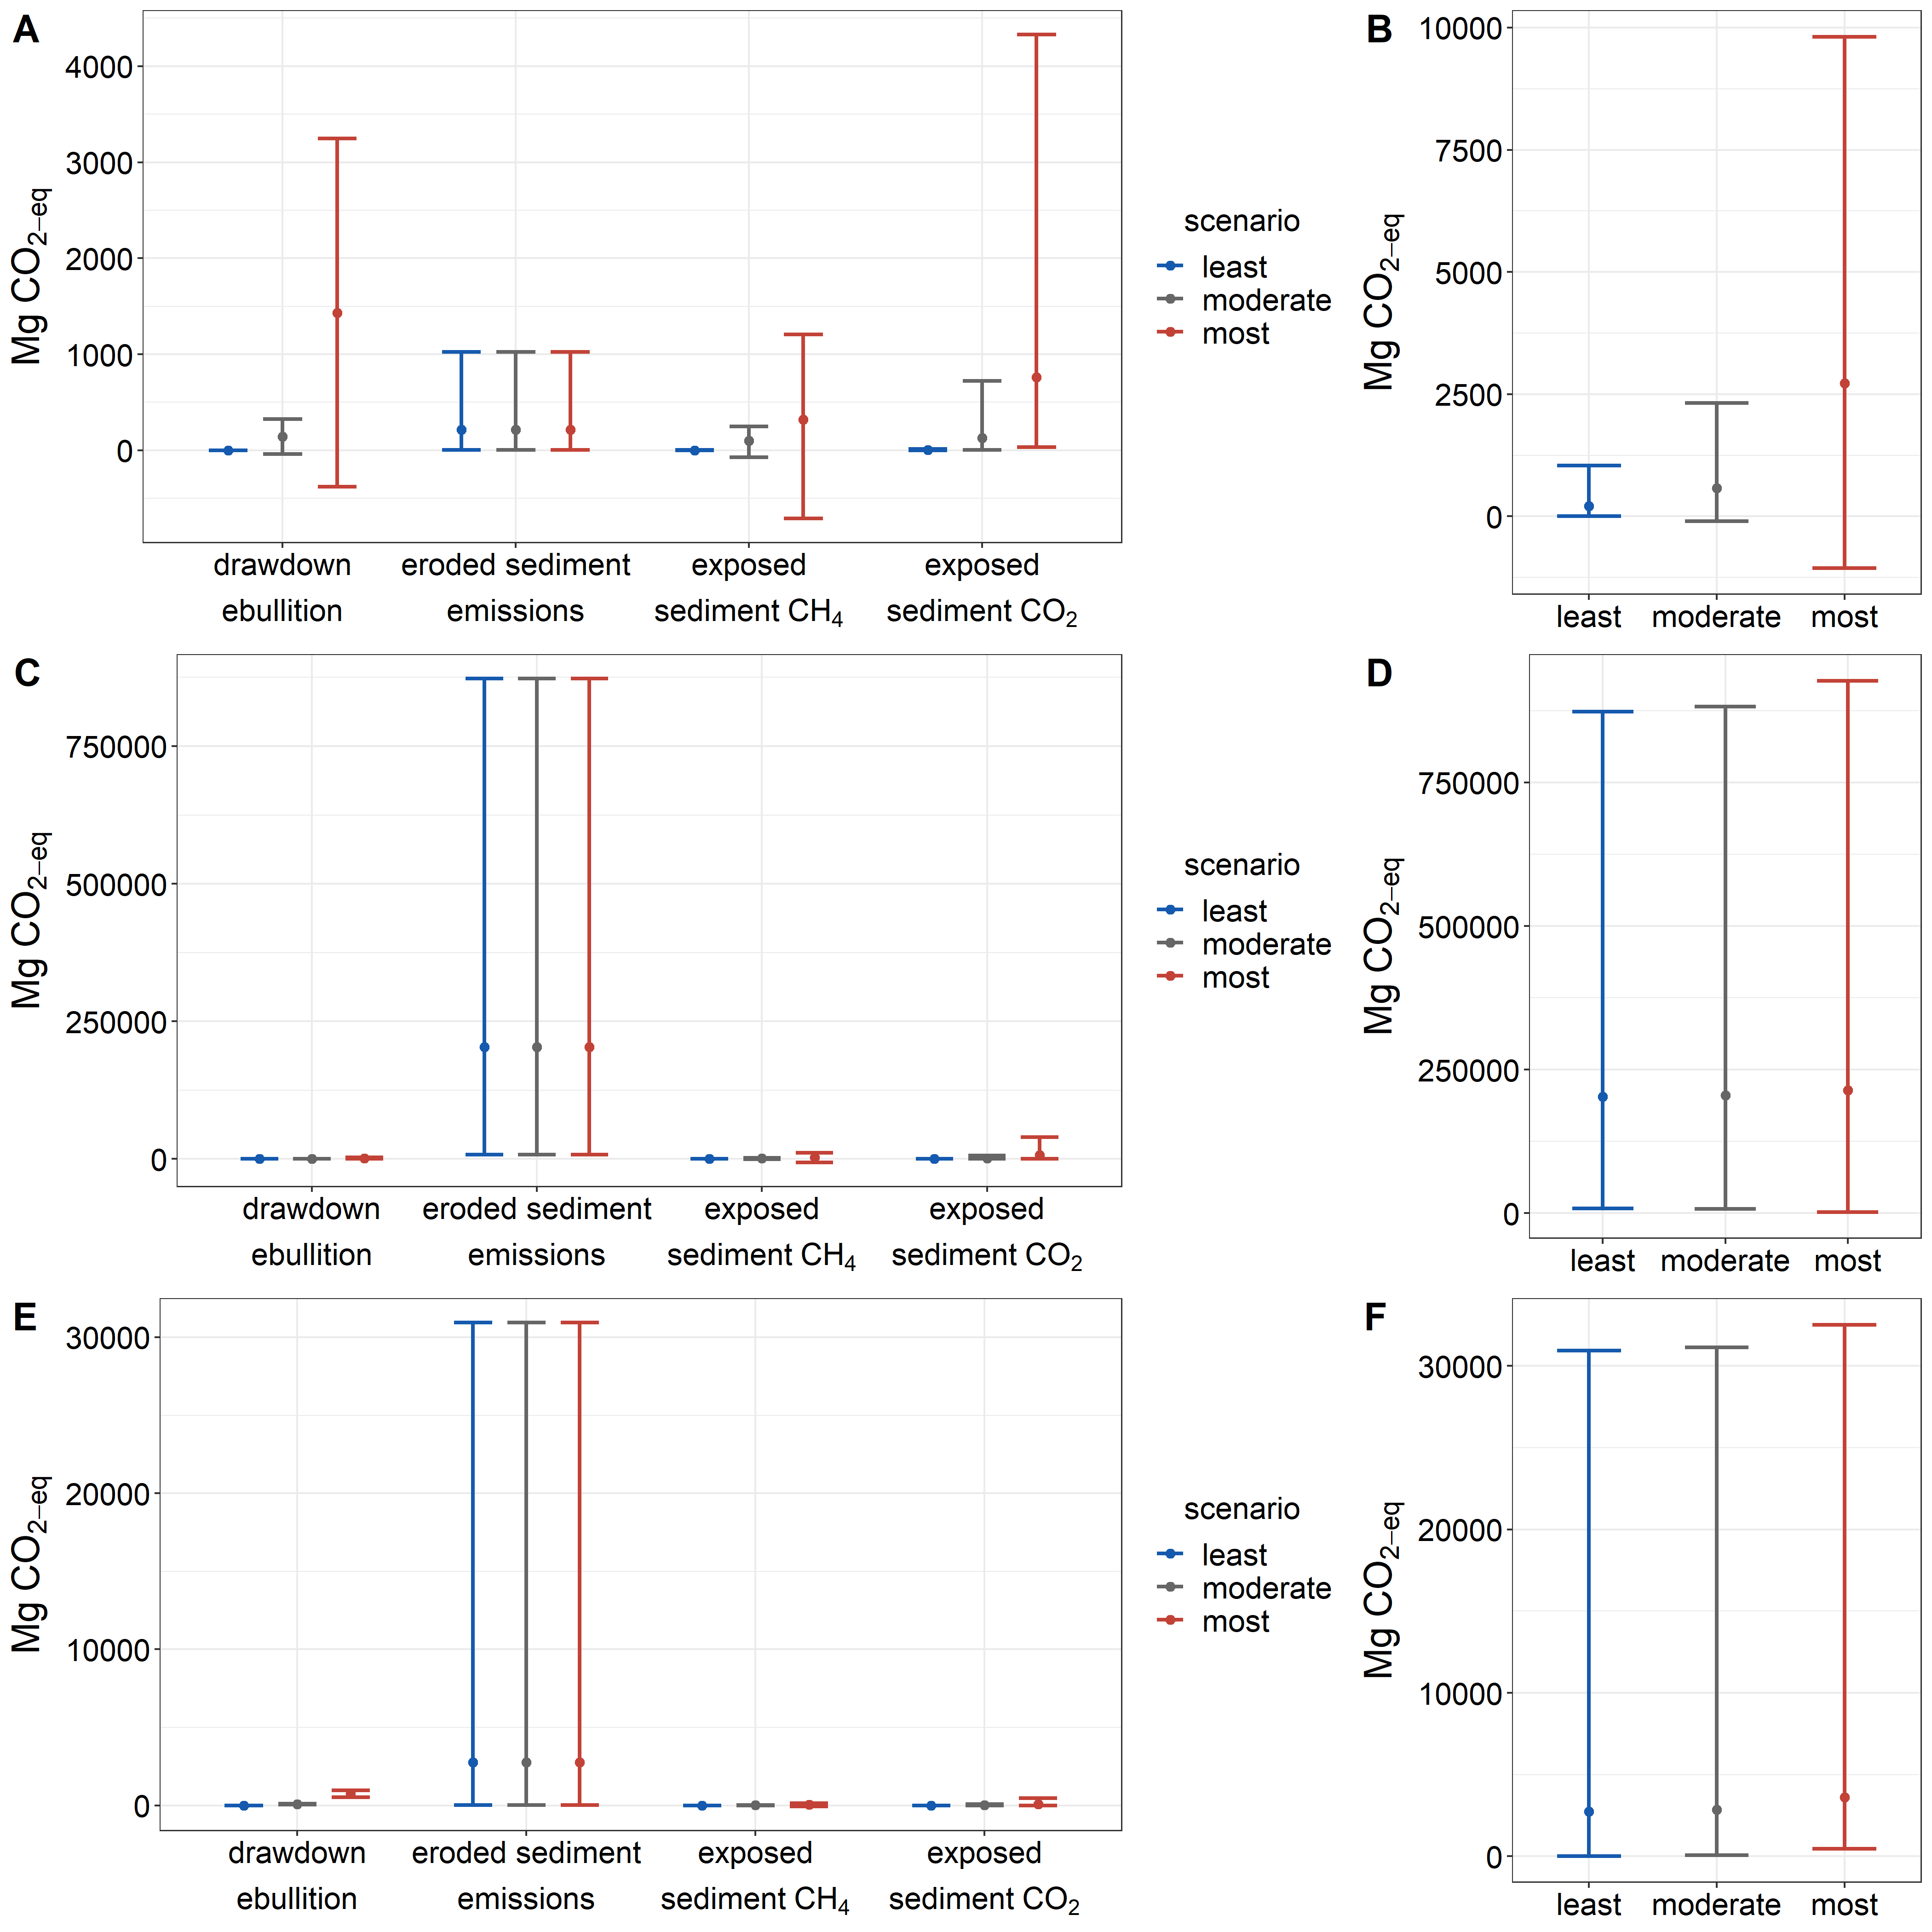 A
Mg CO2−eq
4000
3000
2000
1000
0
drawdown
ebullition
eroded sediment
emissions
exposed
sediment CH4
exposed
sediment CO2
scenario
least
moderate
most
B
Mg CO2−eq
10000
7500
5000
2500
0
least
moderate
most
C
Mg CO2−eq
750000
500000
250000
0
drawdown
ebullition
eroded sediment
emissions
exposed
sediment CH4
exposed
sediment CO2
scenario
least
moderate
most
D
Mg CO2−eq
750000
500000
250000
0
least
moderate
most
E
Mg CO2−eq
30000
20000
10000
0
drawdown
ebullition
eroded sediment
emissions
exposed
sediment CH4
exposed
sediment CO2
scenario
least
moderate
most
F
Mg CO2−eq
30000
20000
10000
0
least
moderate
most